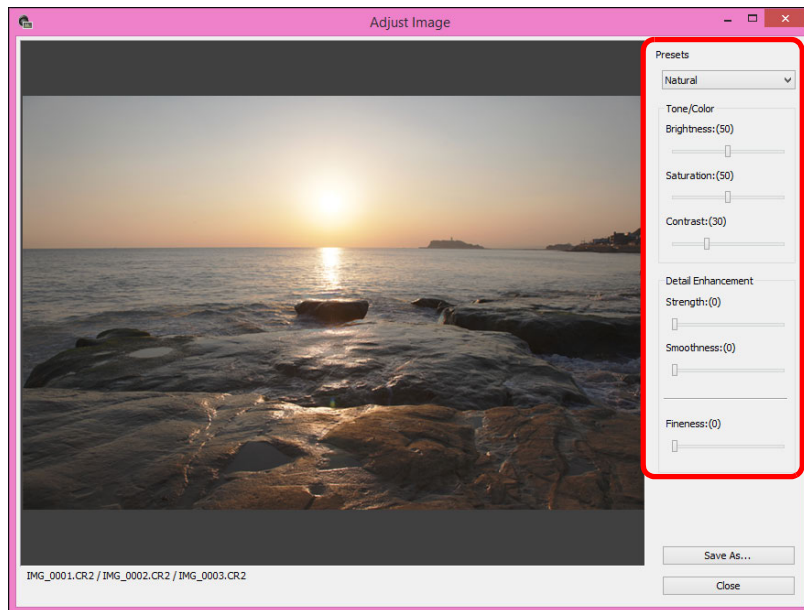 Adjust Image
Presets
Natural
Tone/Color
Brightness:(50)
Saturation:(50)
Contrast:(30)
Detail Enhancement
Strength:(0)
Smoothness:(0)
Fineness:(0)
Save As...
Close
IMG_0001.CR2 / IMG_0002.CR2 / IMG_0003.CR2